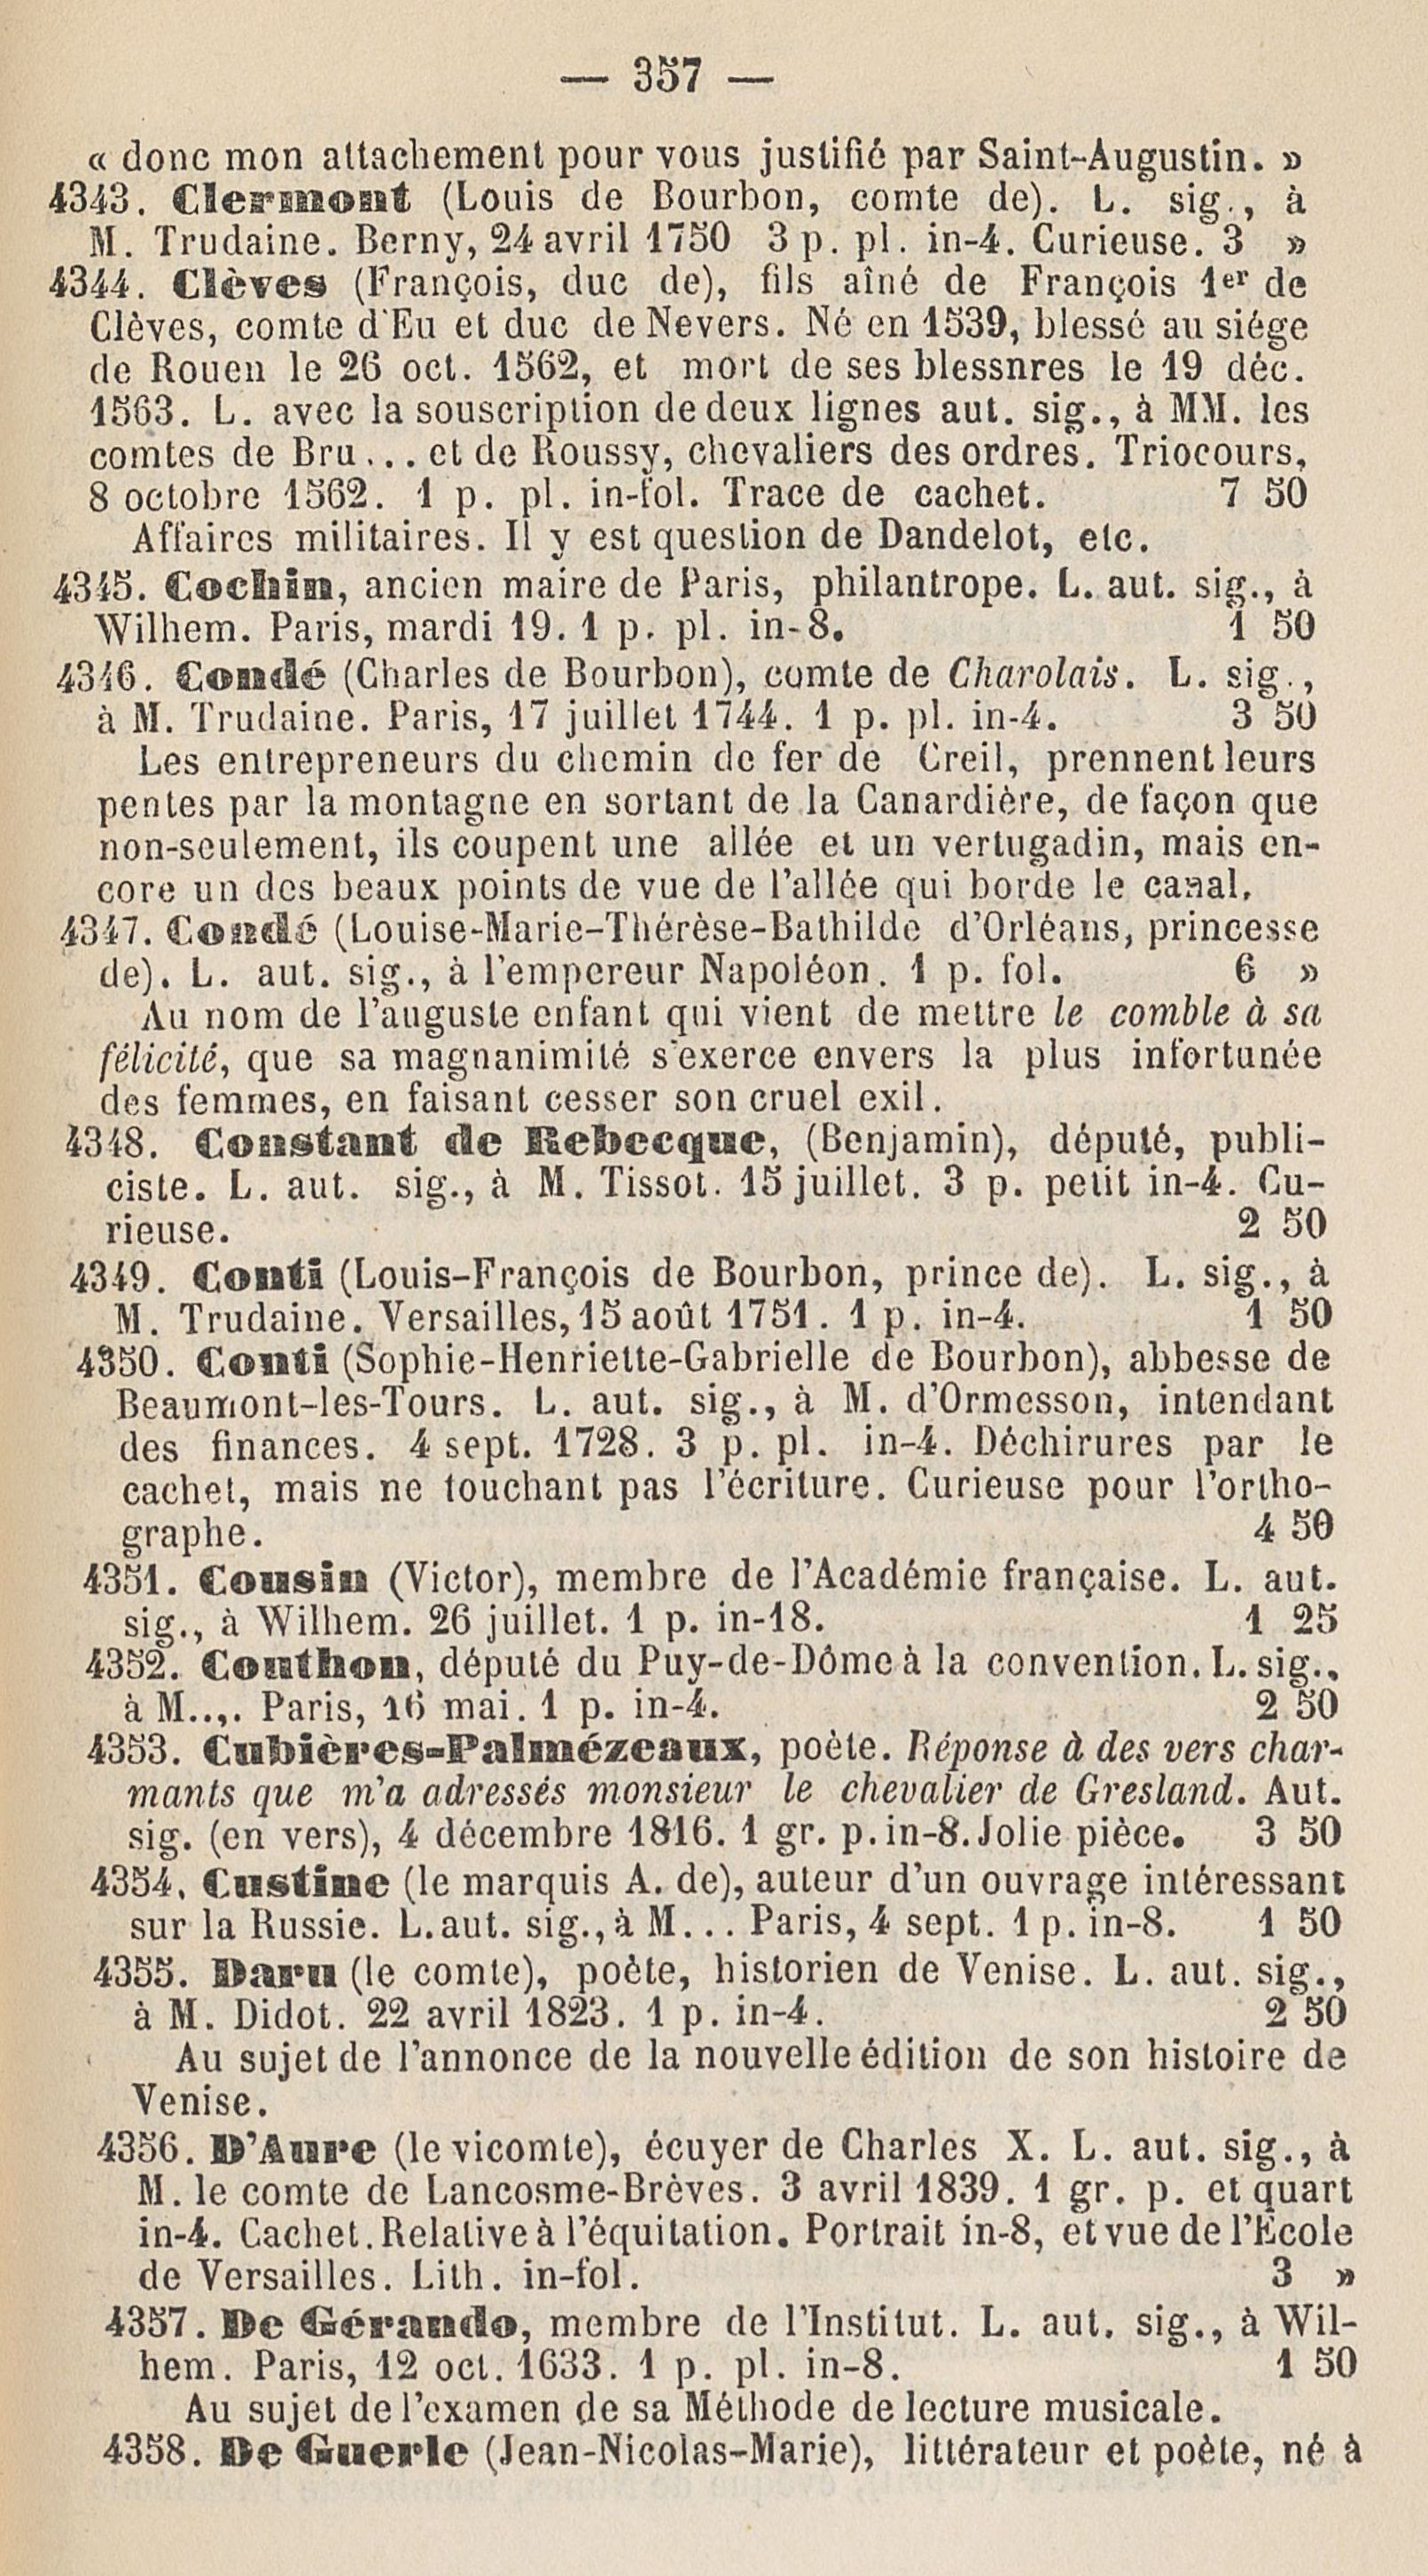 — 357 —
« donc mon attachement pour vous justifié par Saint-Augustin. »
4343. Clermont (Louis de Bourbon, comte de). L. sig., à
M. Trudaine. Berny, 24 avril 1750 3 p. pl. in-4. Curieuse. 3 »
4344. Clèves (François, duc de), fils aîné de François 1er de
Clèves, comte d'Eu et duc de Nevers. Né en 1539, blessé au siége
de Rouen le 26 oct. 1562, et mort de ses blessnres le 19 déc.
1563. L. avec la souscription de deux lignes aut. sig., à MM. les
comtes de Bru... et de Roussy, chevaliers des ordres. Triocours,
8 octobre 1562. 1 p. pl. in-fol. Trace de cachet. 7 50
Affaires militaires. Il y est question de Dandelot, etc.
4345. Cochin, ancien maire de Paris, philantrope. L. aut. sig., à
Wilhem. Paris, mardi 19. 1 p. pl. in-8. 1 50
4346. Condé (Charles de Bourbon), comte de Charolais. L. sig.,
à M. Trudaine. Paris, 17 juillet 1744. 1 p. pl. in-4. 3 50
Les entrepreneurs du chemin de fer de Creil, prennent leurs
pentes par la montagne en sortant de la Canardière, de façon que
non-seulement, ils coupent une allée et un vertugadin, mais en-
core un des beaux points de vue de l'allée qui borde le canal.
4347. Condé (Louise-Marie-Thérèse-Bathilde d'Orléans, princesse
de). L. aut. sig., à l'empereur Napoléon. 1 p. fol. 6 »
Au nom de l'auguste enfant qui vient de mettre le comble à sa
félicité, que sa magnanimité s'exerce envers la plus infortunée
des femmes, en faisant cesser son cruel exil.
4348. Constant de Rebecque, (Benjamin), député, publi-
ciste. L. aut. sig., à M. Tissot. 15 juillet. 3 p. petit in-4. Cu-
rieuse. 2 50
4349. Conti (Louis-François de Bourbon, prince de). L. sig., à
M. Trudaine. Versailles, 15 août 1751. 1 p. in-4. 1 50
4350. Conti (Sophie-Henriette-Gabrielle de Bourbon), abbesse de
Beaumont-les-Tours. L. aut. sig., à M. d'Ormesson, intendant
des finances. 4 sept. 1728. 3 p. pl. in-4. Déchirures par le
cachet, mais ne touchant pas l'écriture. Curieuse pour l'ortho-
graphe. 4 50
4351. Cousin (Victor), membre de l'Académie française. L. aut.
sig., à Wilhem. 26 juillet. 1 p. in-18. 1 25
4352. Couthon, député du Puy-de-Dôme à la convention. L. sig.,
à M..,. Paris, 16 mai. 1 p. in-4. 2 50
4353. Cubières-Palmézeaux, poète. Réponse à des vers char-
mants que m'a adressés monsieur le chevalier de Gresland. Aut.
sig. (en vers), 4 décembre 1816. 1 gr. p. in-8. Jolie pièce. 3 50
4354. Custine (le marquis A. de), auteur d'un ouvrage intéressant
sur la Russie. L. aut. sig., à M... Paris, 4 sept. 1 p. in-8. 1 50
4355. Daru (le comte), poète, historien de Venise. L. aut. sig.,
à M. Didot. 22 avril 1823. 1 p. in-4. 2 50
Au sujet de l'annonce de la nouvelle édition de son histoire de
Venise.
4356. D'Aure (le vicomte), écuyer de Charles X. L. aut. sig., à
M. le comte de Lancosme-Brèves. 3 avril 1839. 1 gr. p. et quart
in-4. Cachet. Relative à l'équitation. Portrait in-8, et vue de l'École
de Versailles. Lith. in-fol. 3 »
4357. De Gérando, membre de l'Institut. L. aut. sig., à Wil-
hem. Paris, 12 oct. 1633. 1 p. pl. in-8. 1 50
Au sujet de l'examen de sa Méthode de lecture musicale.
4358. De Guerle (Jean-Nicolas-Marie), littérateur et poète, né à